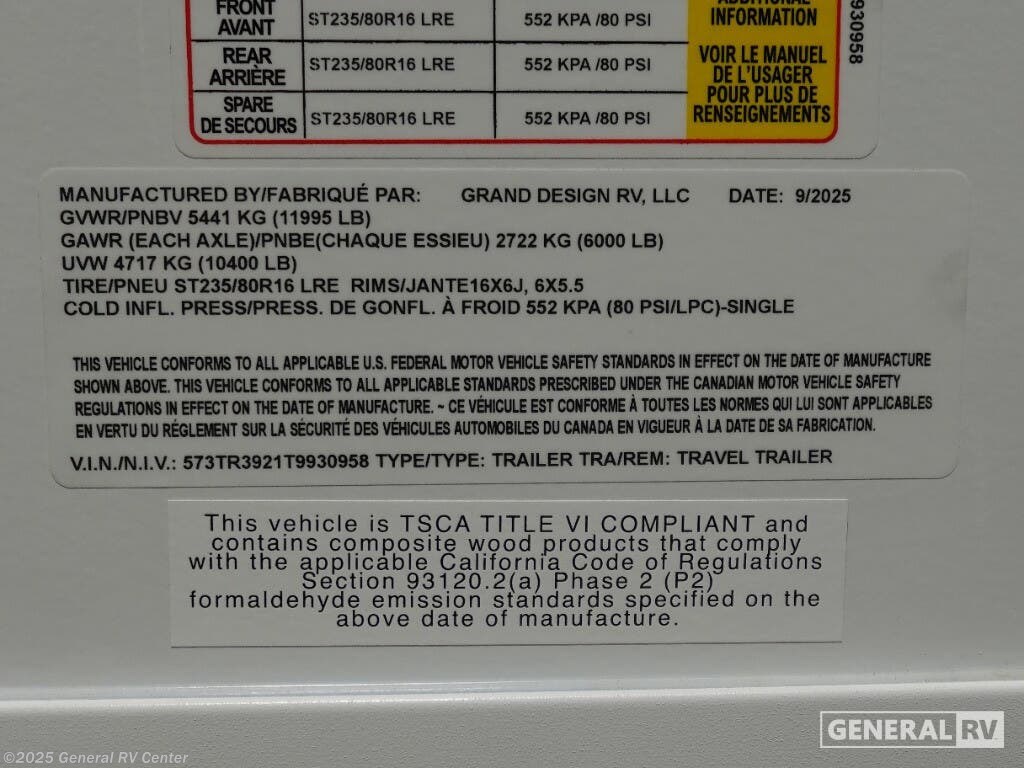 FRONT
AVANT
ST235/80R16 LRE
552 KPA /80 PSI
REAR
ARRIÈRE
ST235/80R16 LRE
552 KPA /80 PSI
SPARE
DE SECOURS
ST235/80R16 LRE
552 KPA /80 PSI
ADDITIONAL
INFORMATION
VOIR LE MANUEL
DE L'USAGER
POUR PLUS DE
RENSEIGNEMENTS
930958
MANUFACTURED BY/FABRIQUÉ PAR: GRAND DESIGN RV, LLC DATE: 9/2025
GVWR/PNBV 5441 KG (11995 LB)
GAWR (EACH AXLE)/PNBE(CHAQUE ESSIEU) 2722 KG (6000 LB)
UVW 4717 KG (10400 LB)
TIRE/PNEU ST235/80R16 LRE RIMS/JANTE16X6J, 6X5.5
COLD INFL. PRESS/PRESS. DE GONFL. À FROID 552 KPA (80 PSI/LPC)-SINGLE
THIS VEHICLE CONFORMS TO ALL APPLICABLE U.S. FEDERAL MOTOR VEHICLE SAFETY STANDARDS IN EFFECT ON THE DATE OF MANUFACTURE
SHOWN ABOVE. THIS VEHICLE CONFORMS TO ALL APPLICABLE STANDARDS PRESCRIBED UNDER THE CANADIAN MOTOR VEHICLE SAFETY
REGULATIONS IN EFFECT ON THE DATE OF MANUFACTURE. ~ CE VÉHICULE EST CONFORME À TOUTES LES NORMES QUI LUI SONT APPLICABLES
EN VERTU DU RÉGLEMENT SUR LA SÉCURITÉ DES VÉHICULES AUTOMOBILES DU CANADA EN VIGUEUR À LA DATE DE SA FABRICATION.
V.I.N./N.I.V.: 573TR3921T9930958 TYPE/TYPE: TRAILER TRA/REM: TRAVEL TRAILER
This vehicle is TSCA TITLE VI COMPLIANT and
contains composite wood products that comply
with the applicable California Code of Regulations
Section 93120.2(a) Phase 2 (P2)
formaldehyde emission standards specified on the
above date of manufacture.
GENERAL RV
©2025 General RV Center